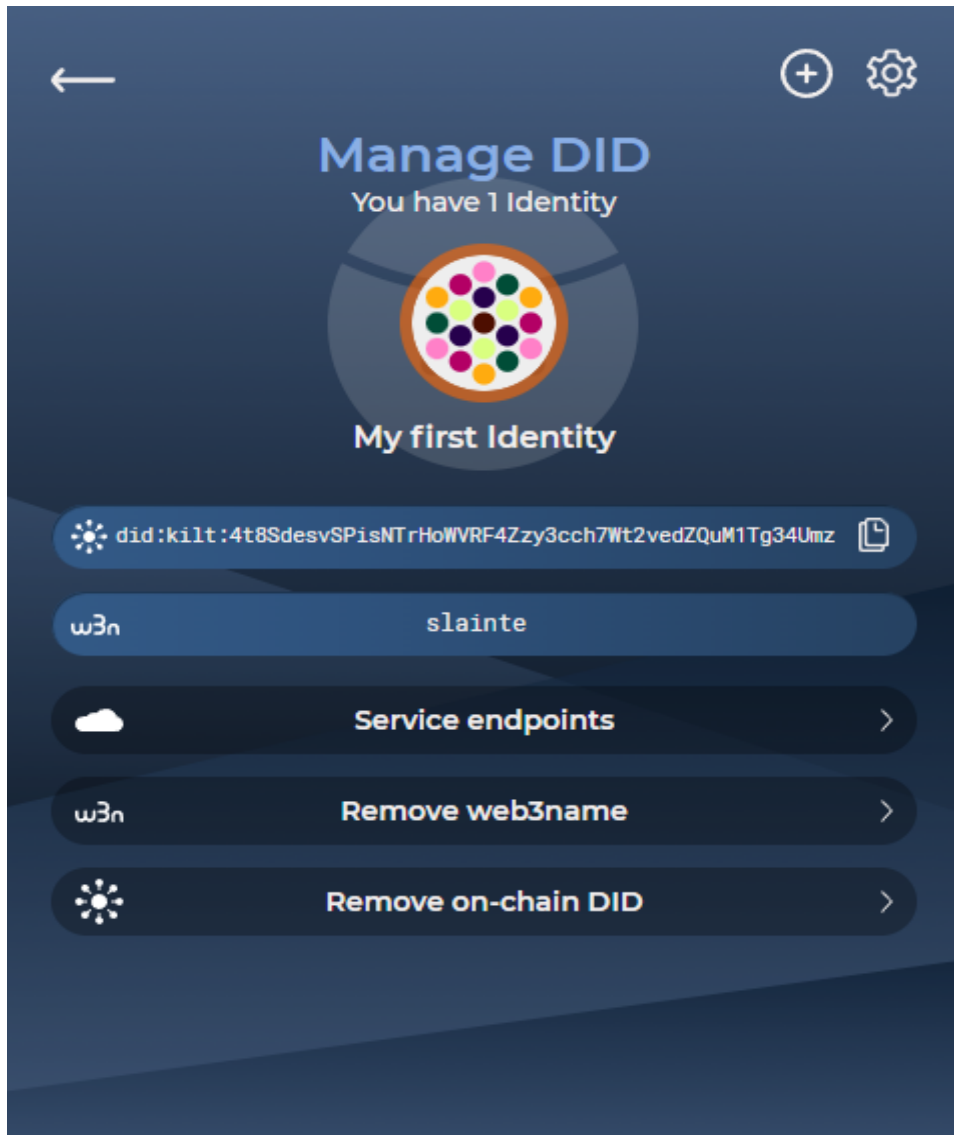 Manage DID
You have 1 Identity
My first Identity
did:kilt:4t8SdesvSPisNTrHoWVRF4Zzy3cch7Wt2vedZQuM1Tg34Umz
w3n slainte
Service endpoints
w3n Remove web3name
Remove on-chain DID